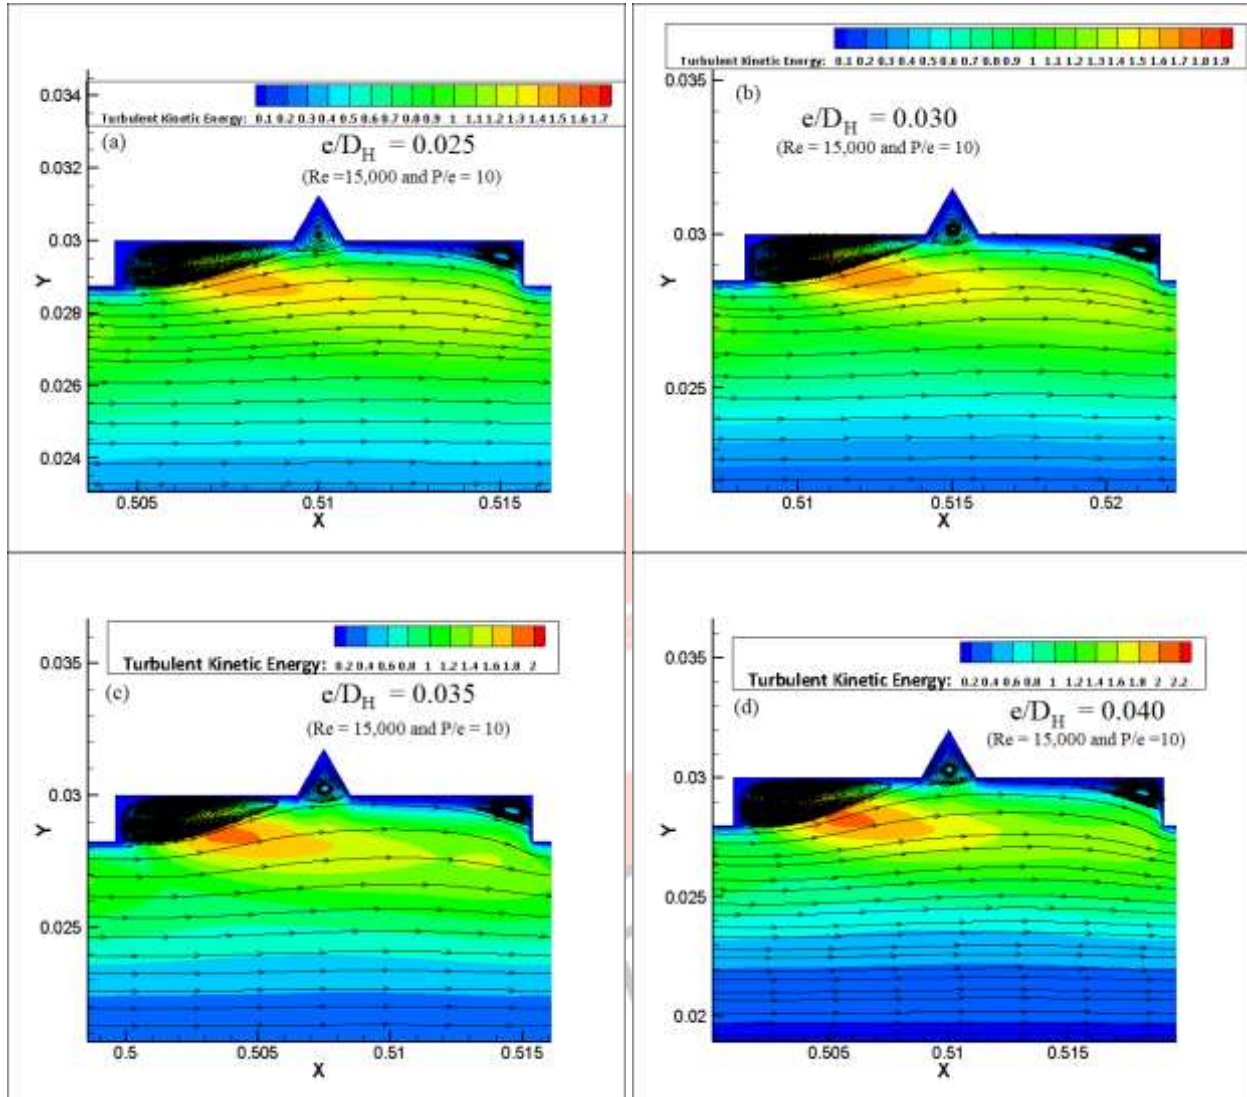 0.034
Turbulent Kinetic Energy: 0.1 0.2 0.3 0.4 0.5 0.6 0.7 0.8 0.9 1 1.1 1.2 1.3 1.4 1.5 1.6 1.7
(a)
e/D_H = 0.025
(Re =15,000 and P/e = 10)
0.032
0.03
Y
0.028
0.026
0.024
0.505 0.51 0.515
X
Turbulent Kinetic Energy: 0.1 0.2 0.3 0.4 0.5 0.6 0.7 0.8 0.9 1 1.1 1.2 1.3 1.4 1.5 1.6 1.7 1.8 1.9
0.035
(b)
e/D_H = 0.030
(Re = 15,000 and P/e = 10)
0.03
Y
0.025
0.51 0.515 0.52
X
Turbulent Kinetic Energy: 0.2 0.4 0.6 0.8 1 1.2 1.4 1.6 1.8 2
0.035
(c)
e/D_H = 0.035
(Re = 15,000 and P/e = 10)
0.03
Y
0.025
0.5 0.505 0.51 0.515
X
Turbulent Kinetic Energy: 0.2 0.4 0.6 0.8 1 1.2 1.4 1.6 1.8 2 2.2
0.035
(d)
e/D_H = 0.040
(Re = 15,000 and P/e =10)
0.03
Y
0.025
0.02
0.505 0.51 0.515
X